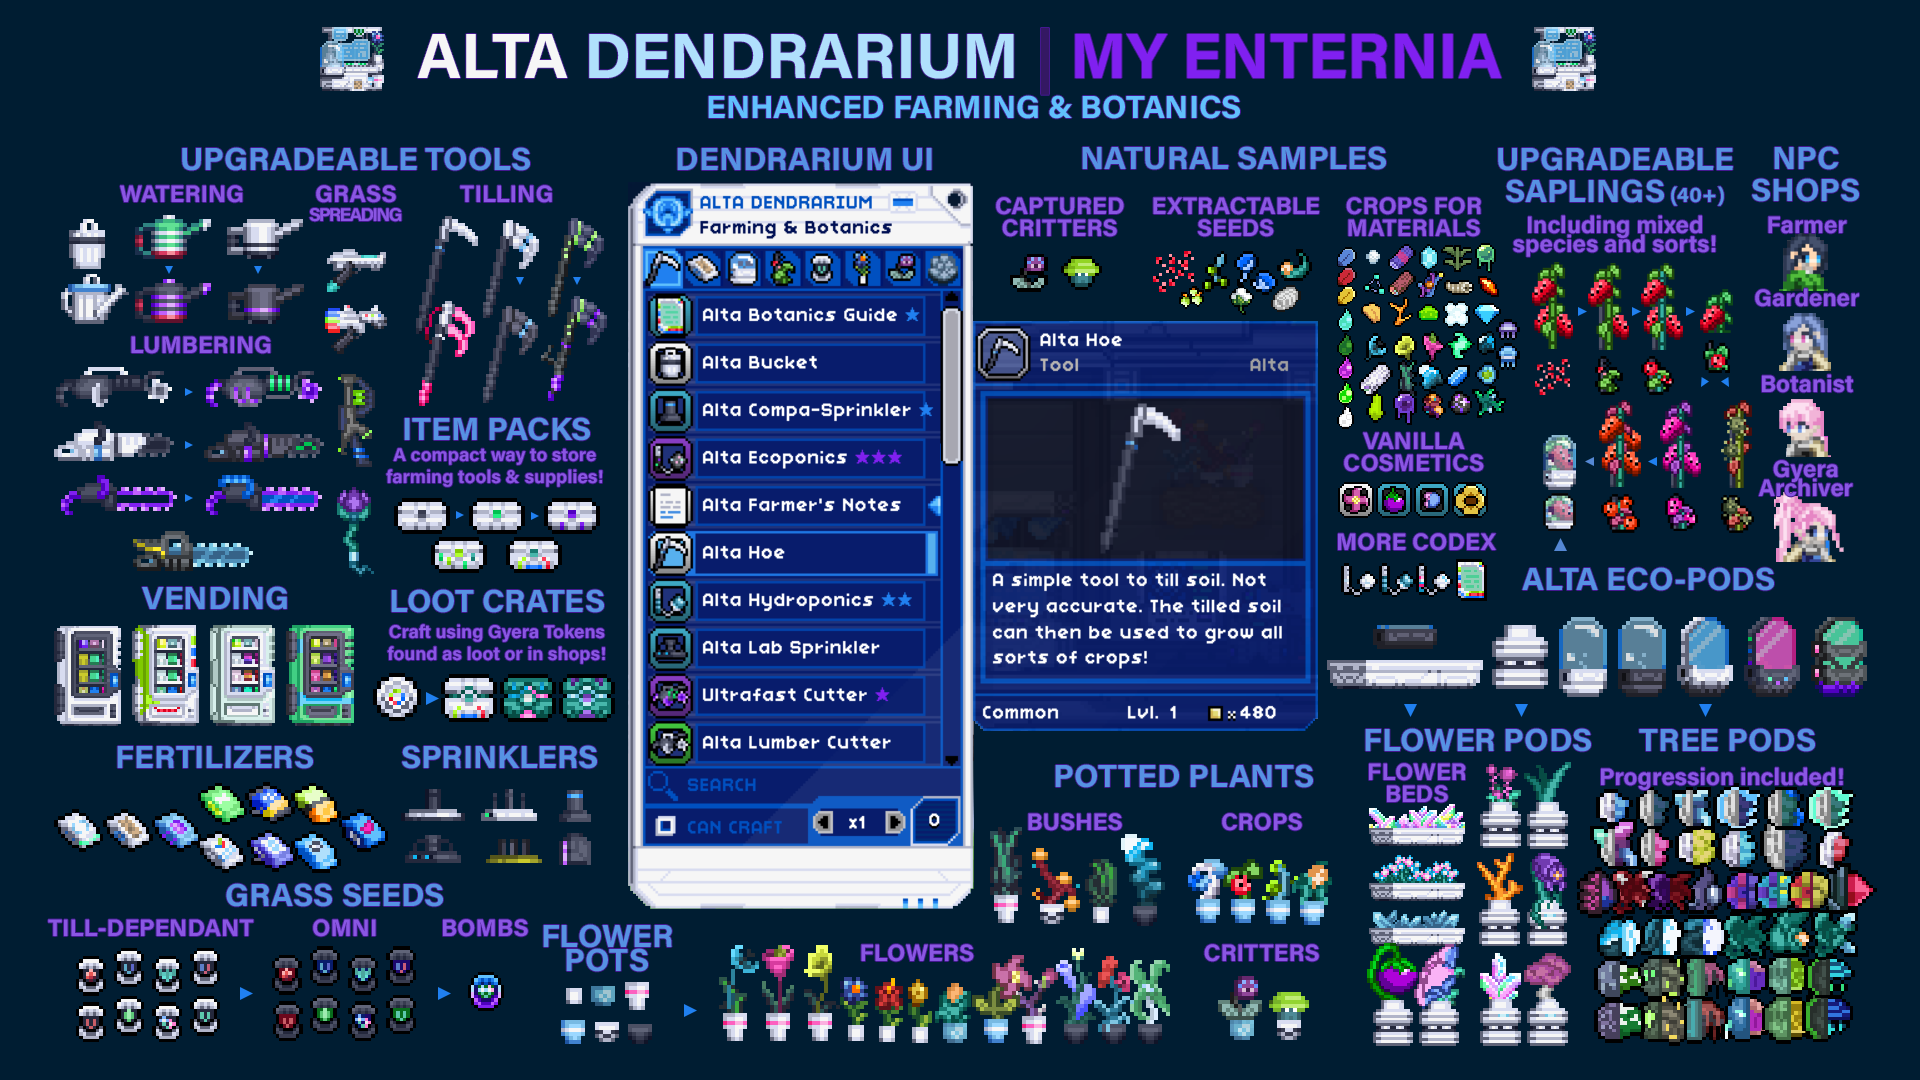 ALTA DENDRARIUM | MY ENTERNIA
ENHANCED FARMING & BOTANICS
UPGRADEABLE TOOLS
WATERING
GRASS
SPREADING
TILLING
LUMBERING
ITEM PACKS
A compact way to store
farming tools & supplies!
VENDING
LOOT CRATES
Craft using Gyera Tokens
found as loot or in shops!
FERTILIZERS
SPRINKLERS
GRASS SEEDS
TILL-DEPENDANT
OMNI
BOMBS
DENDRARIUM UI
ALTA DENDRARIUM
Farming & Botanics
Alta Botanics Guide ★
Alta Bucket
Alta Compa-Sprinkler ★
Alta Ecoponics ★★★
Alta Farmer's Notes
Alta Hoe
Alta Hydroponics ★★
Alta Lab Sprinkler
Ultrafast Cutter ★
Alta Lumber Cutter
SEARCH
CAN CRAFT
x1
0
NATURAL SAMPLES
CAPTURED
CRITTERS
EXTRACTABLE
SEEDS
CROPS FOR
MATERIALS
Alta Hoe
Tool
Alta
A simple tool to till soil. Not
very accurate. The tilled soil
can then be used to grow all
sorts of crops!
Common
Lvl. 1
x480
VANILLA
COSMETICS
MORE CODEX
UPGRADEABLE
SAPLINGS (40+)
Including mixed
species and sorts!
NPC
SHOPS
Farmer
Gardener
Botanist
Gyera
Archiver
ALTA ECO-PODS
FLOWER PODS
FLOWER
BEDS
TREE PODS
Progression included!
POTTED PLANTS
BUSHES
CROPS
FLOWER
POTS
FLOWERS
CRITTERS